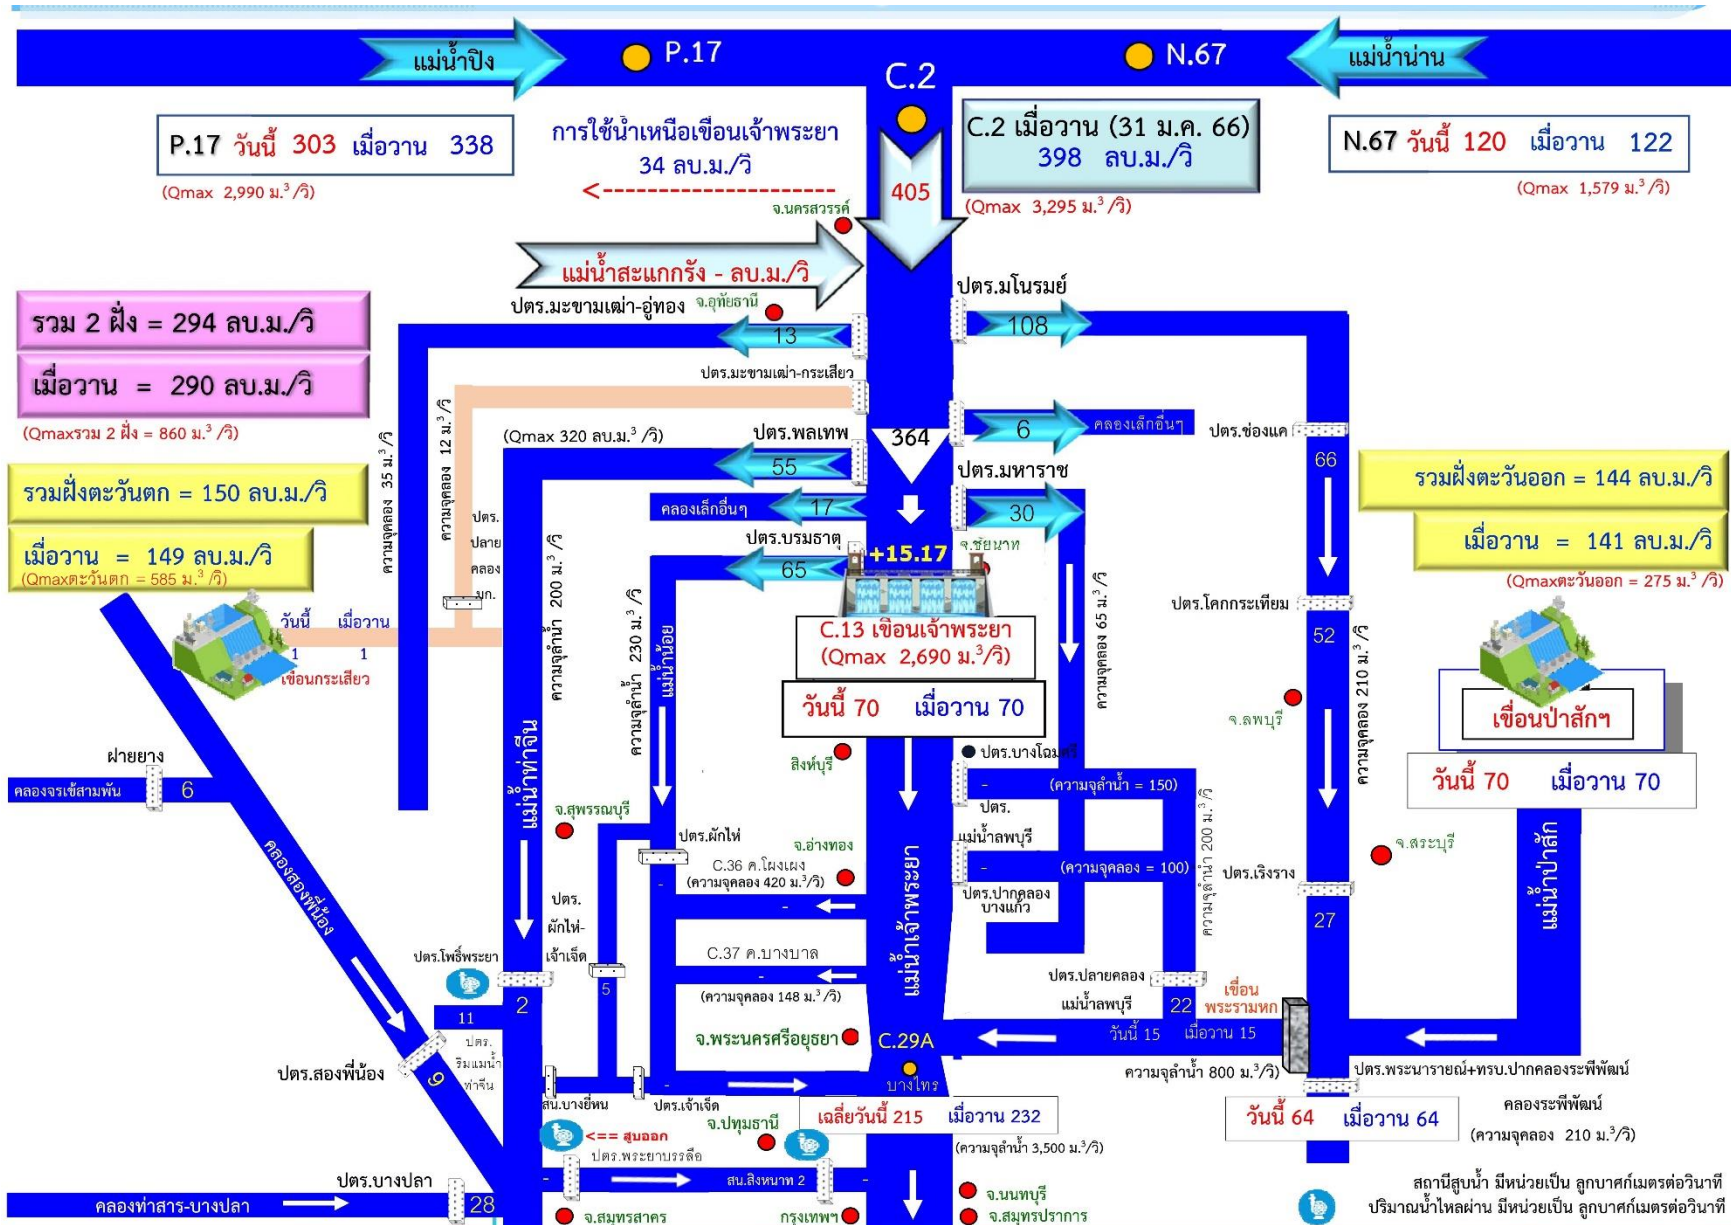 แม่น้ำปิง
P.17
C.2
N.67
แม่น้ำน่าน
P.17 วันนี้ 303 เมื่อวาน 338
(Qmax 2,990 ม.³/วิ)
การใช้น้ำเหนือเขื่อนเจ้าพระยา
34 ลบ.ม./วิ
<--------------------
C.2 เมื่อวาน (31 ม.ค. 66)
398 ลบ.ม./วิ
(Qmax 3,295 ม.³/วิ)
405
N.67 วันนี้ 120 เมื่อวาน 122
(Qmax 1,579 ม.³/วิ)
จ.นครสวรรค์
แม่น้ำสะแกกรัง - ลบ.ม./วิ
จ.อุทัยธานี
ปตร.มะขามเฒ่า-อู่ทอง
13
ปตร.มโนรมย์
108
รวม 2 ฝั่ง = 294 ลบ.ม./วิ
เมื่อวาน = 290 ลบ.ม./วิ
(Qmaxรวม 2 ฝั่ง = 860 ม.³/วิ)
ปตร.มะขามเฒ่า-กระเสียว
ความจุคลอง 35 ม.³/วิ
ความจุคลอง 12 ม.³/วิ
(Qmax 320 ลบ.ม.³/วิ)
ปตร.พลเทพ
55
364
6
คลองเล็กอื่นๆ
ปตร.ช่องแค
66
รวมฝั่งตะวันตก = 150 ลบ.ม./วิ
เมื่อวาน = 149 ลบ.ม./วิ
(Qmaxตะวันตก = 585 ม.³/วิ)
รวมฝั่งตะวันออก = 144 ลบ.ม./วิ
เมื่อวาน = 141 ลบ.ม./วิ
(Qmaxตะวันออก = 275 ม.³/วิ)
ปตร.มหาราช
30
คลองเล็กอื่นๆ
17
ปตร.
ปลาย
คลอง
มก.
ปตร.บรมธาตุ
65
+15.17
จ.ชัยนาท
ความจุลำน้ำ 200 ม.³/วิ
ความจุลำน้ำ 230 ม.³/วิ
แม่น้ำน้อย
C.13 เขื่อนเจ้าพระยา
(Qmax 2,690 ม.³/วิ)
วันนี้ 70 เมื่อวาน 70
ความจุคลอง 65 ม.³/วิ
ปตร.โคกกระเทียม
52
ความจุคลอง 210 ม.³/วิ
วันนี้ เมื่อวาน
1 1
เขื่อนกระเสียว
จ.ลพบุรี
เขื่อนป่าสักฯ
วันนี้ 70 เมื่อวาน 70
แม่น้ำท่าจีน
สิงห์บุรี
ปตร.บางโฉมศรี
-
(ความจุลำน้ำ = 150)
ฝายยาง
คลองจรเข้สามพัน
6
จ.สุพรรณบุรี
ปตร.ผักไห่
จ.อ่างทอง
ปตร.
แม่น้ำลพบุรี
-
(ความจุคลอง = 100)
ความจุลำน้ำ 200 ม.³/วิ
จ.สระบุรี
ปตร.เริงราง
27
แม่น้ำป่าสัก
คลองสองพี่น้อง
C.36 ค.โผงเผง
(ความจุคลอง 420 ม.³/วิ)
-
-
ปตร.ปากคลอง
บางแก้ว
แม่น้ำเจ้าพระยา
ปตร.
ผักไห่-
เจ้าเจ็ด
5
C.37 ค.บางบาล
-
(ความจุคลอง 148 ม.³/วิ)
ปตร.โพธิ์พระยา
2
11
ปตร.
ริมแม่น้ำ
ท่าจีน
ปตร.ปลายคลอง
แม่น้ำลพบุรี
22
เขื่อน
พระรามหก
วันนี้ 15 เมื่อวาน 15
ความจุลำน้ำ 800 ม.³/วิ)
จ.พระนครศรีอยุธยา
C.29A
บางไทร
ปตร.สองพี่น้อง
9
สน.บางยี่หน
ปตร.เจ้าเจ็ด
-
ปตร.พระนารายณ์+ทรบ.ปากคลองระพีพัฒน์
เฉลี่ยวันนี้ 215 เมื่อวาน 232
(ความจุลำน้ำ 3,500 ม.³/วิ)
วันนี้ 64 เมื่อวาน 64
คลองระพีพัฒน์
(ความจุคลอง 210 ม.³/วิ)
<== สูบออก
จ.ปทุมธานี
ปตร.พระยาบรรลือ
-
สน.สิงหนาท 2
-
ปตร.บางปลา
คลองท่าสาร-บางปลา
28
จ.สมุทรสาคร
กรุงเทพฯ
จ.นนทบุรี
จ.สมุทรปราการ
สถานีสูบน้ำ มีหน่วยเป็น ลูกบาศก์เมตรต่อวินาที
ปริมาณน้ำไหลผ่าน มีหน่วยเป็น ลูกบาศก์เมตรต่อวินาที